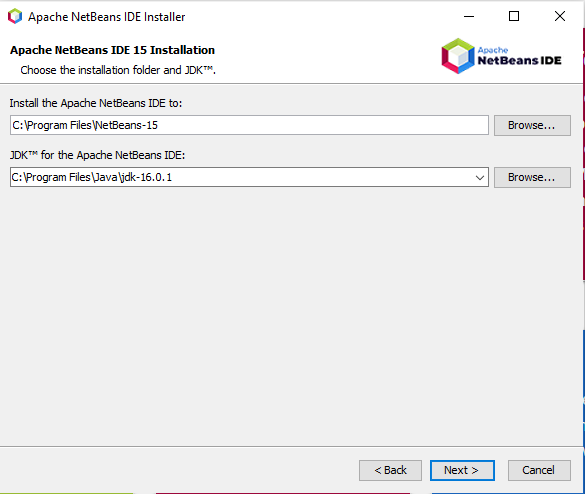 Apache NetBeans IDE Installer
Apache NetBeans IDE 15 Installation
Choose the installation folder and JDK™.
Apache
NetBeans IDE
Install the Apache NetBeans IDE to:
C:\Program Files\NetBeans-15
Browse...
JDK™ for the Apache NetBeans IDE:
C:\Program Files\Java\jdk-16.0.1
Browse...
< Back
Next >
Cancel